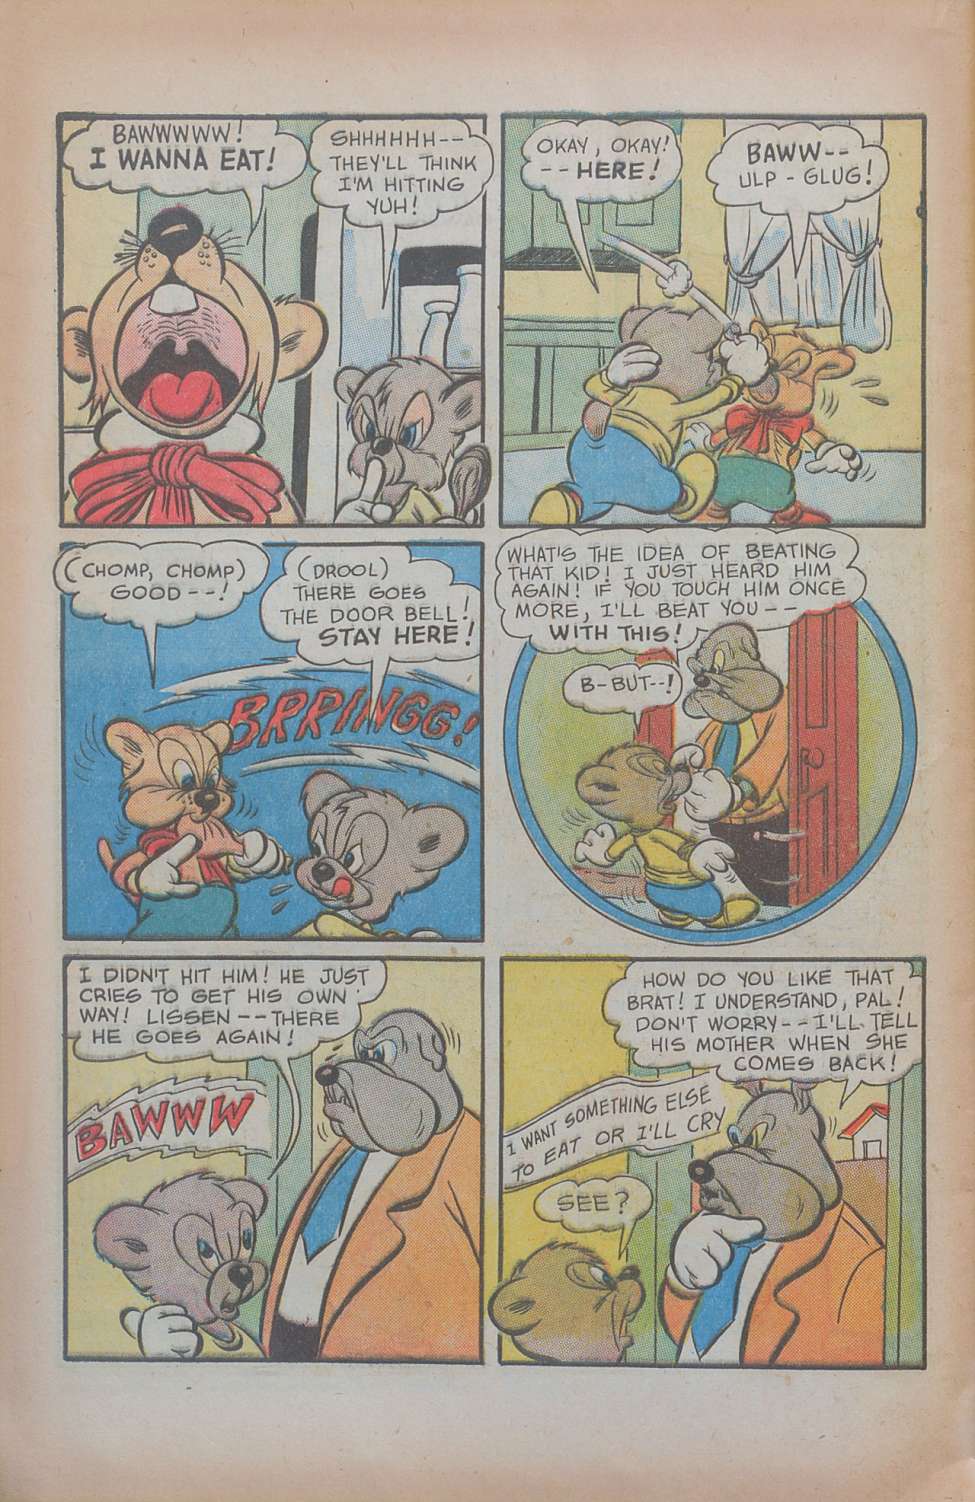 BAWWWWW!
I WANNA EAT!
SHHHHHH--
THEY'LL THINK
I'M HITTING
YUH!
OKAY, OKAY!
--HERE!
BAWW--
ULP - GLUG!
(CHOMP, CHOMP)
GOOD--!
(DROOL)
THERE GOES
THE DOOR BELL!
STAY HERE!
BRRRINGG!
WHAT'S THE IDEA OF BEATING
THAT KID! I JUST HEARD HIM
AGAIN! IF YOU TOUCH HIM ONCE
MORE, I'LL BEAT YOU--
WITH THIS!
B-BUT--!
I DIDN'T HIT HIM! HE JUST
CRIES TO GET HIS OWN
WAY! LISSEN--THERE
HE GOES AGAIN!
BAWWW
HOW DO YOU LIKE THAT
BRAT! I UNDERSTAND, PAL!
DON'T WORRY--I'LL TELL
HIS MOTHER WHEN SHE
COMES BACK!
I WANT SOMETHING ELSE
TO EAT OR I'LL CRY
SEE?